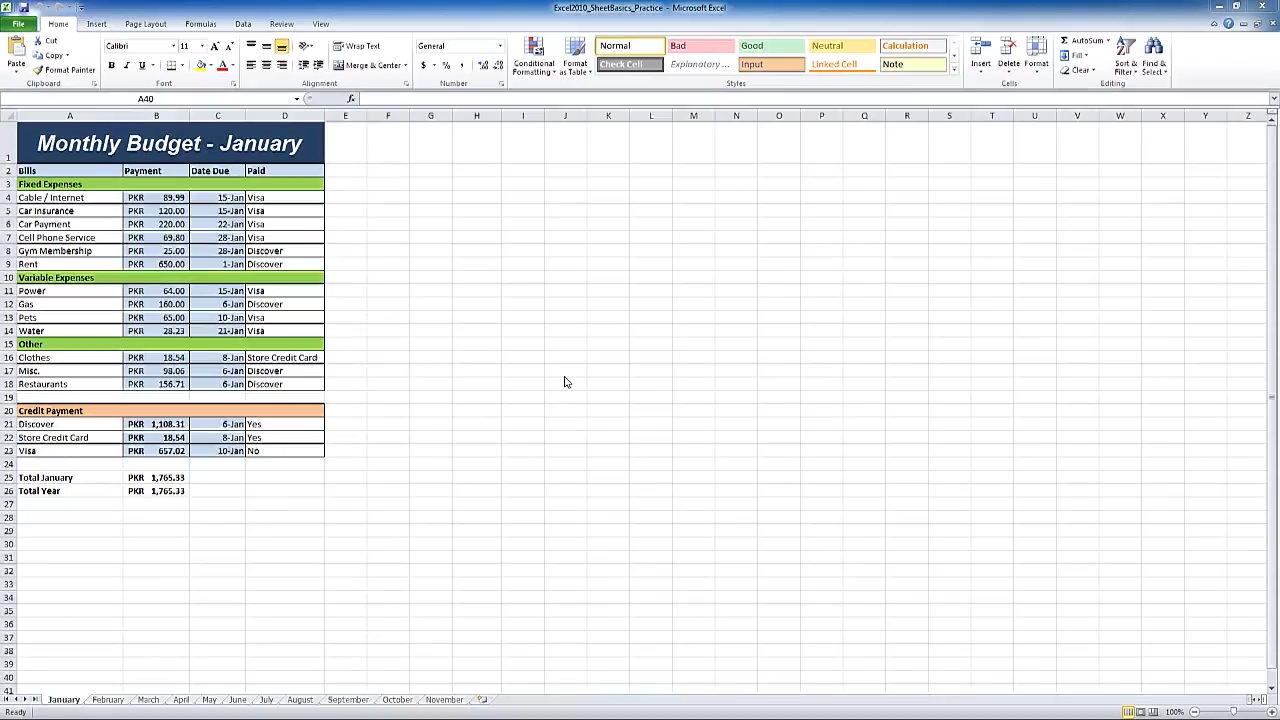 Excel2010_SheetBasics_Practice - Microsoft Excel
File Home Insert Page Layout Formulas Data Review View
Paste Cut Copy Format Painter Clipboard
Calibri 11 Font
Wrap Text Merge & Center Alignment
General Number
Conditional Formatting Format as Table
Normal Bad Good Neutral Calculation
Check Cell Explanatory ... Input Linked Cell Note
Styles
Insert Delete Format Cells
AutoSum Fill Clear Sort & Filter Find & Select Editing
A40 fx
A B C D E F G H I J K L M N O P Q R S T U V W X Y Z
1 Monthly Budget - January
2 Bills Payment Date Due Paid
3 Fixed Expenses
4 Cable / Internet PKR 89.99 15-Jan Visa
5 Car Insurance PKR 120.00 15-Jan Visa
6 Car Payment PKR 220.00 22-Jan Visa
7 Cell Phone Service PKR 69.80 28-Jan Visa
8 Gym Membership PKR 25.00 28-Jan Discover
9 Rent PKR 650.00 1-Jan Discover
10 Variable Expenses
11 Power PKR 64.00 15-Jan Visa
12 Gas PKR 160.00 6-Jan Discover
13 Pets PKR 65.00 10-Jan Visa
14 Water PKR 28.23 21-Jan Visa
15 Other
16 Clothes PKR 18.54 8-Jan Store Credit Card
17 Misc. PKR 98.06 6-Jan Discover
18 Restaurants PKR 156.71 6-Jan Discover
19
20 Credit Payment
21 Discover PKR 1,108.31 6-Jan Yes
22 Store Credit Card PKR 18.54 8-Jan Yes
23 Visa PKR 657.02 10-Jan No
24
25 Total January PKR 1,765.33
26 Total Year PKR 1,765.33
27
28
29
30
31
32
33
34
35
36
37
38
39
40
41
January February March April May June July August September October November
Ready 100%